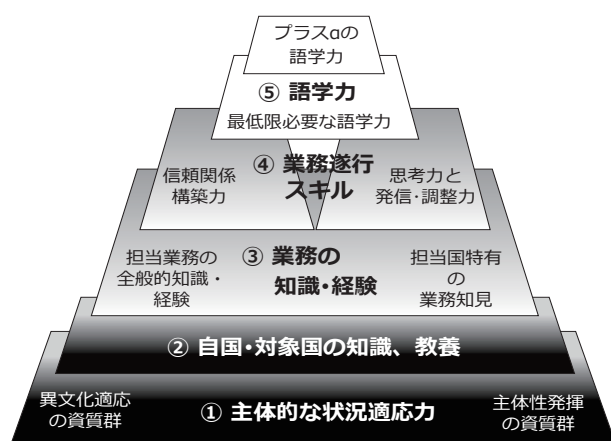 プラスαの
語学力
⑤ 語学力
最低限必要な語学力
信頼関係
構築力
④ 業務遂行
スキル
思考力と
発信・調整力
担当業務の
全般的知識・
経験
③ 業務の
知識・経験
担当国特有
の
業務知見
② 自国・対象国の知識、教養
異文化適応
の資質群
① 主体的な状況適応力
主体性発揮
の資質群